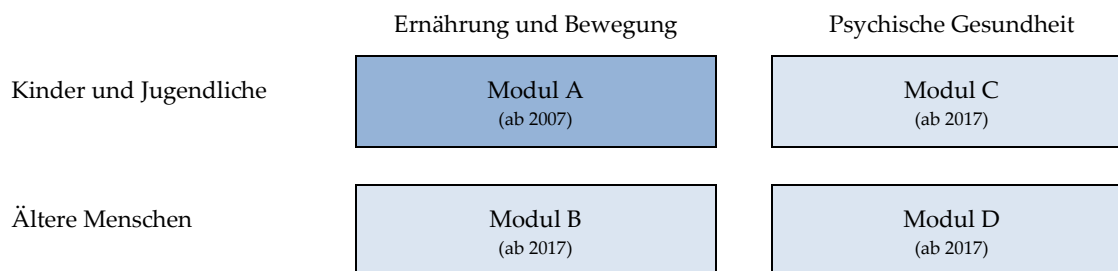 Ernährung und Bewegung Psychische Gesundheit
Kinder und Jugendliche Modul A Modul C
(ab 2007) (ab 2017)
Ältere Menschen Modul B Modul D
(ab 2017) (ab 2017)